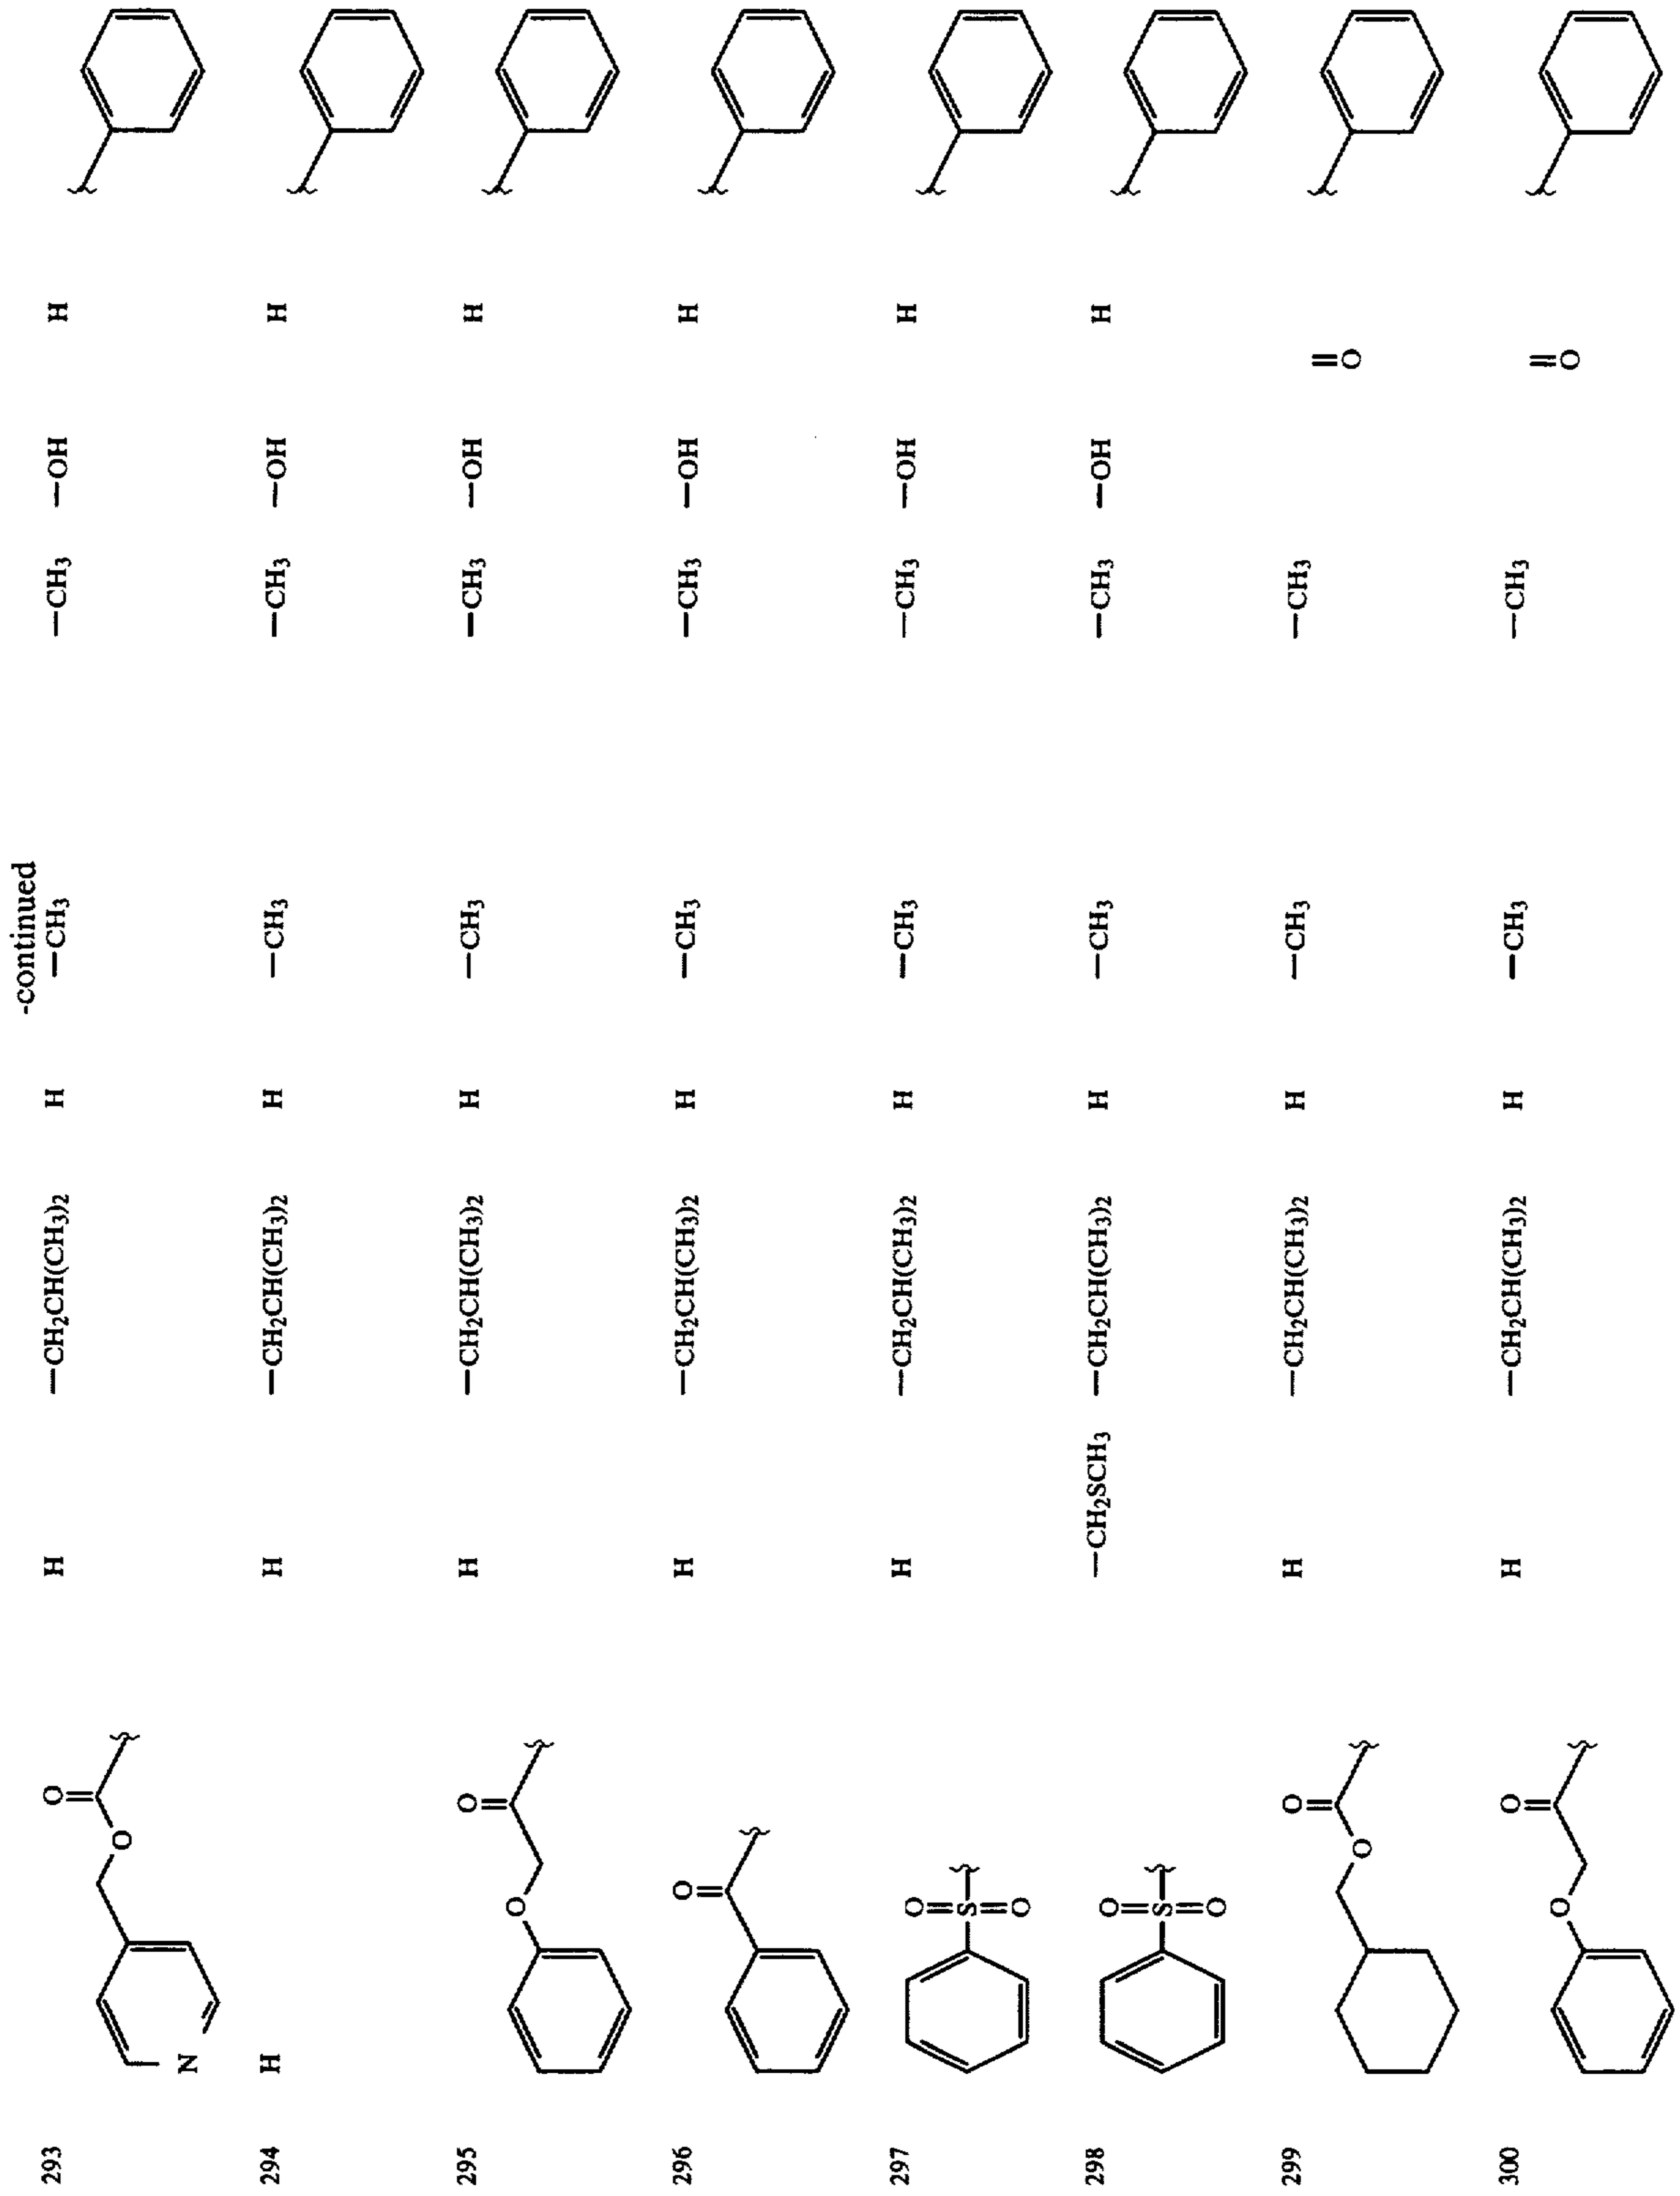 -continued
293 N O O H —CH₂CH(CH₃)₂ H —CH₃ —CH₃ —OH H
294 H H —CH₂CH(CH₃)₂ H —CH₃ —CH₃ —OH H
295 O O H —CH₂CH(CH₃)₂ H —CH₃ —CH₃ —OH H
296 O H —CH₂CH(CH₃)₂ H —CH₃ —CH₃ —OH H
297 O=S=O H —CH₂CH(CH₃)₂ H —CH₃ —CH₃ —OH H
298 O=S=O —CH₂SCH₃ —CH₂CH(CH₃)₂ H —CH₃ —CH₃ —OH H
299 O O H —CH₂CH(CH₃)₂ H —CH₃ —CH₃ =O
300 O O H —CH₂CH(CH₃)₂ H —CH₃ —CH₃ =O